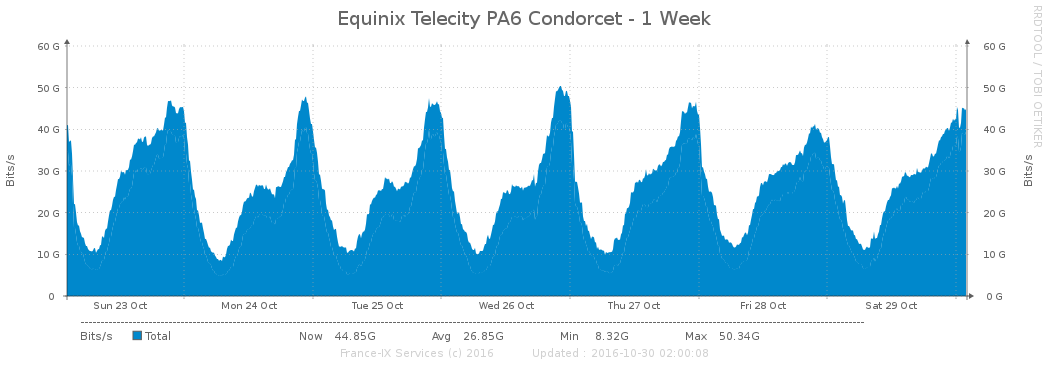 Equinix Telecity PA6 Condorcet - 1 Week
RRDTOOL / TOBI OETIKER
Bits/s
60 G
50 G
40 G
30 G
20 G
10 G
0
60 G
50 G
40 G
30 G
20 G
10 G
0 G
Bits/s
Sun 23 Oct Mon 24 Oct Tue 25 Oct Wed 26 Oct Thu 27 Oct Fri 28 Oct Sat 29 Oct
Bits/s Total Now 44.85G Avg 26.85G Min 8.32G Max 50.34G
France-IX Services (c) 2016 Updated : 2016-10-30 02:00:08